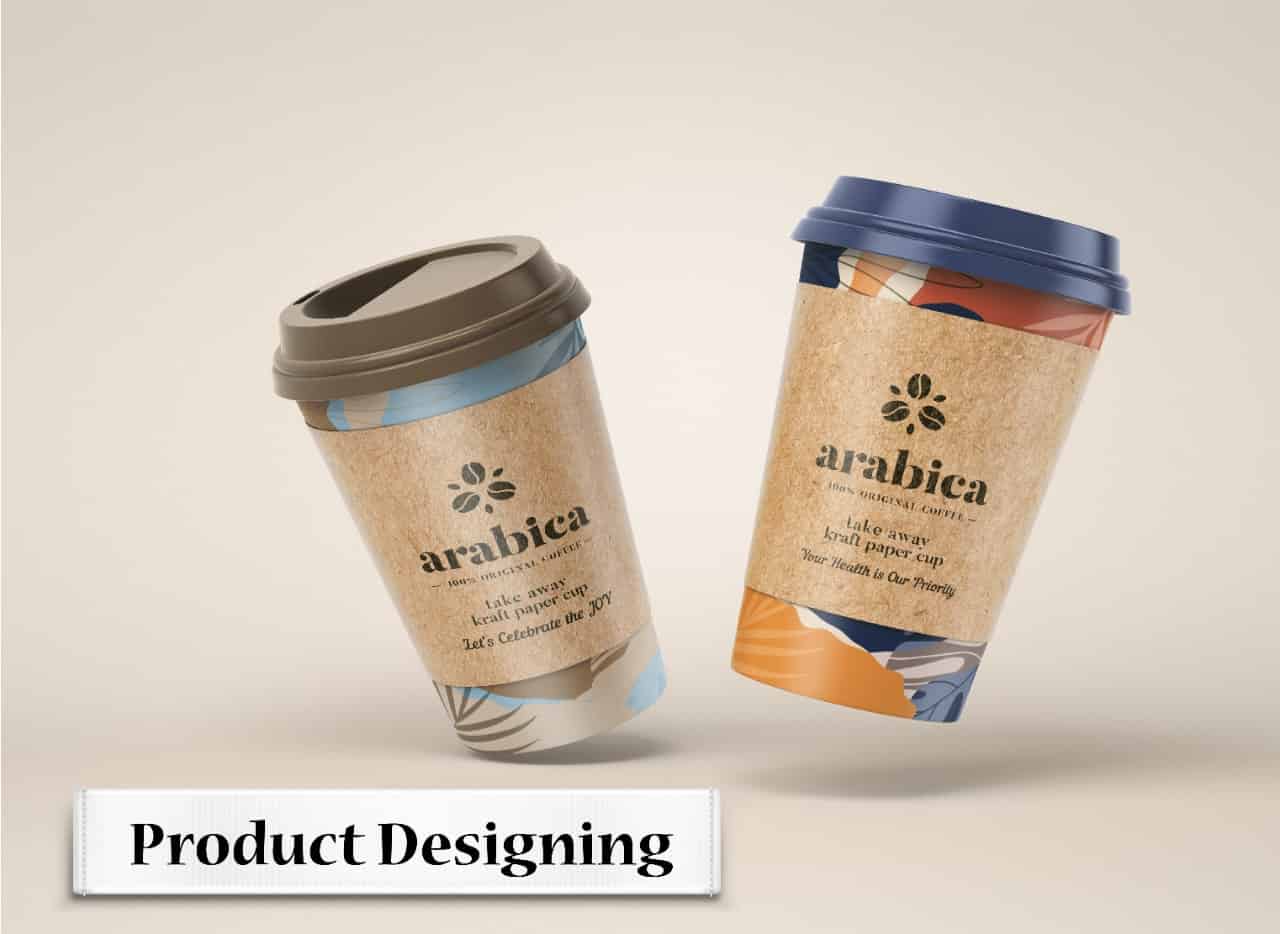 arabica
— 100% ORIGINAL COFFEE —
take away
kraft paper cup
Let's Celebrate the JOY
arabica
100% ORIGINAL COFFEE —
take away
kraft paper cup
Your Health is Our Priority
Product Designing